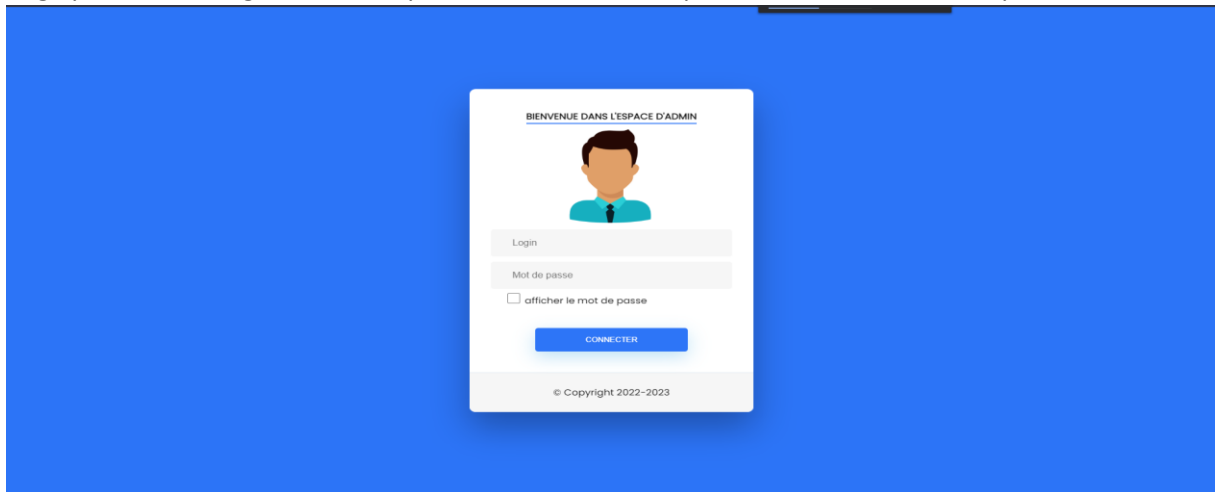 BIENVENUE DANS L'ESPACE D'ADMIN
Login
Mot de passe
afficher le mot de passe
CONNECTER
© Copyright 2022-2023